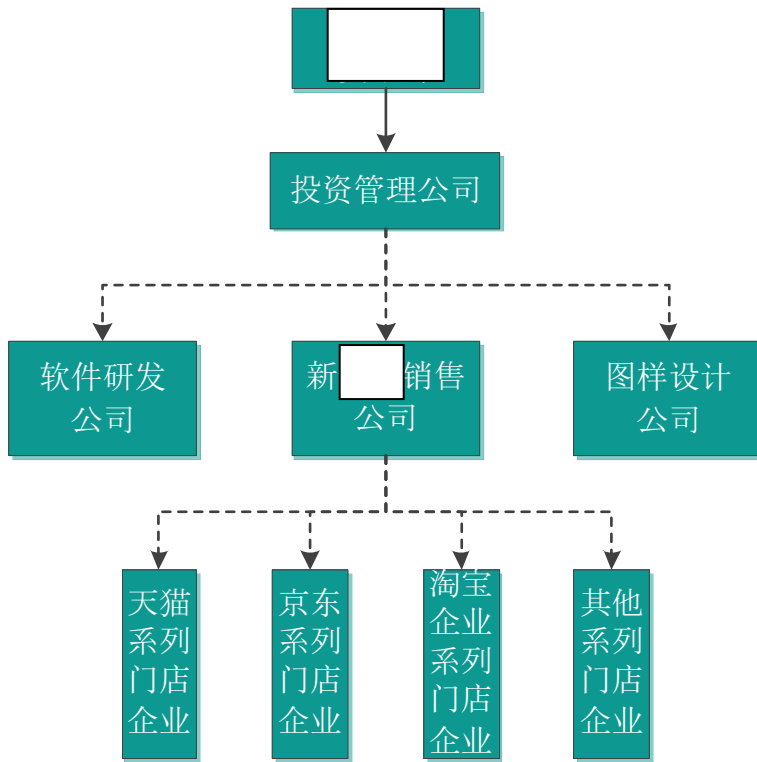 投资管理公司
软件研发
公司
新 销售
公司
图样设计
公司
天猫
系列
门店
企业
京东
系列
门店
企业
淘宝
企业
系列
门店
企业
其他
系列
门店
企业